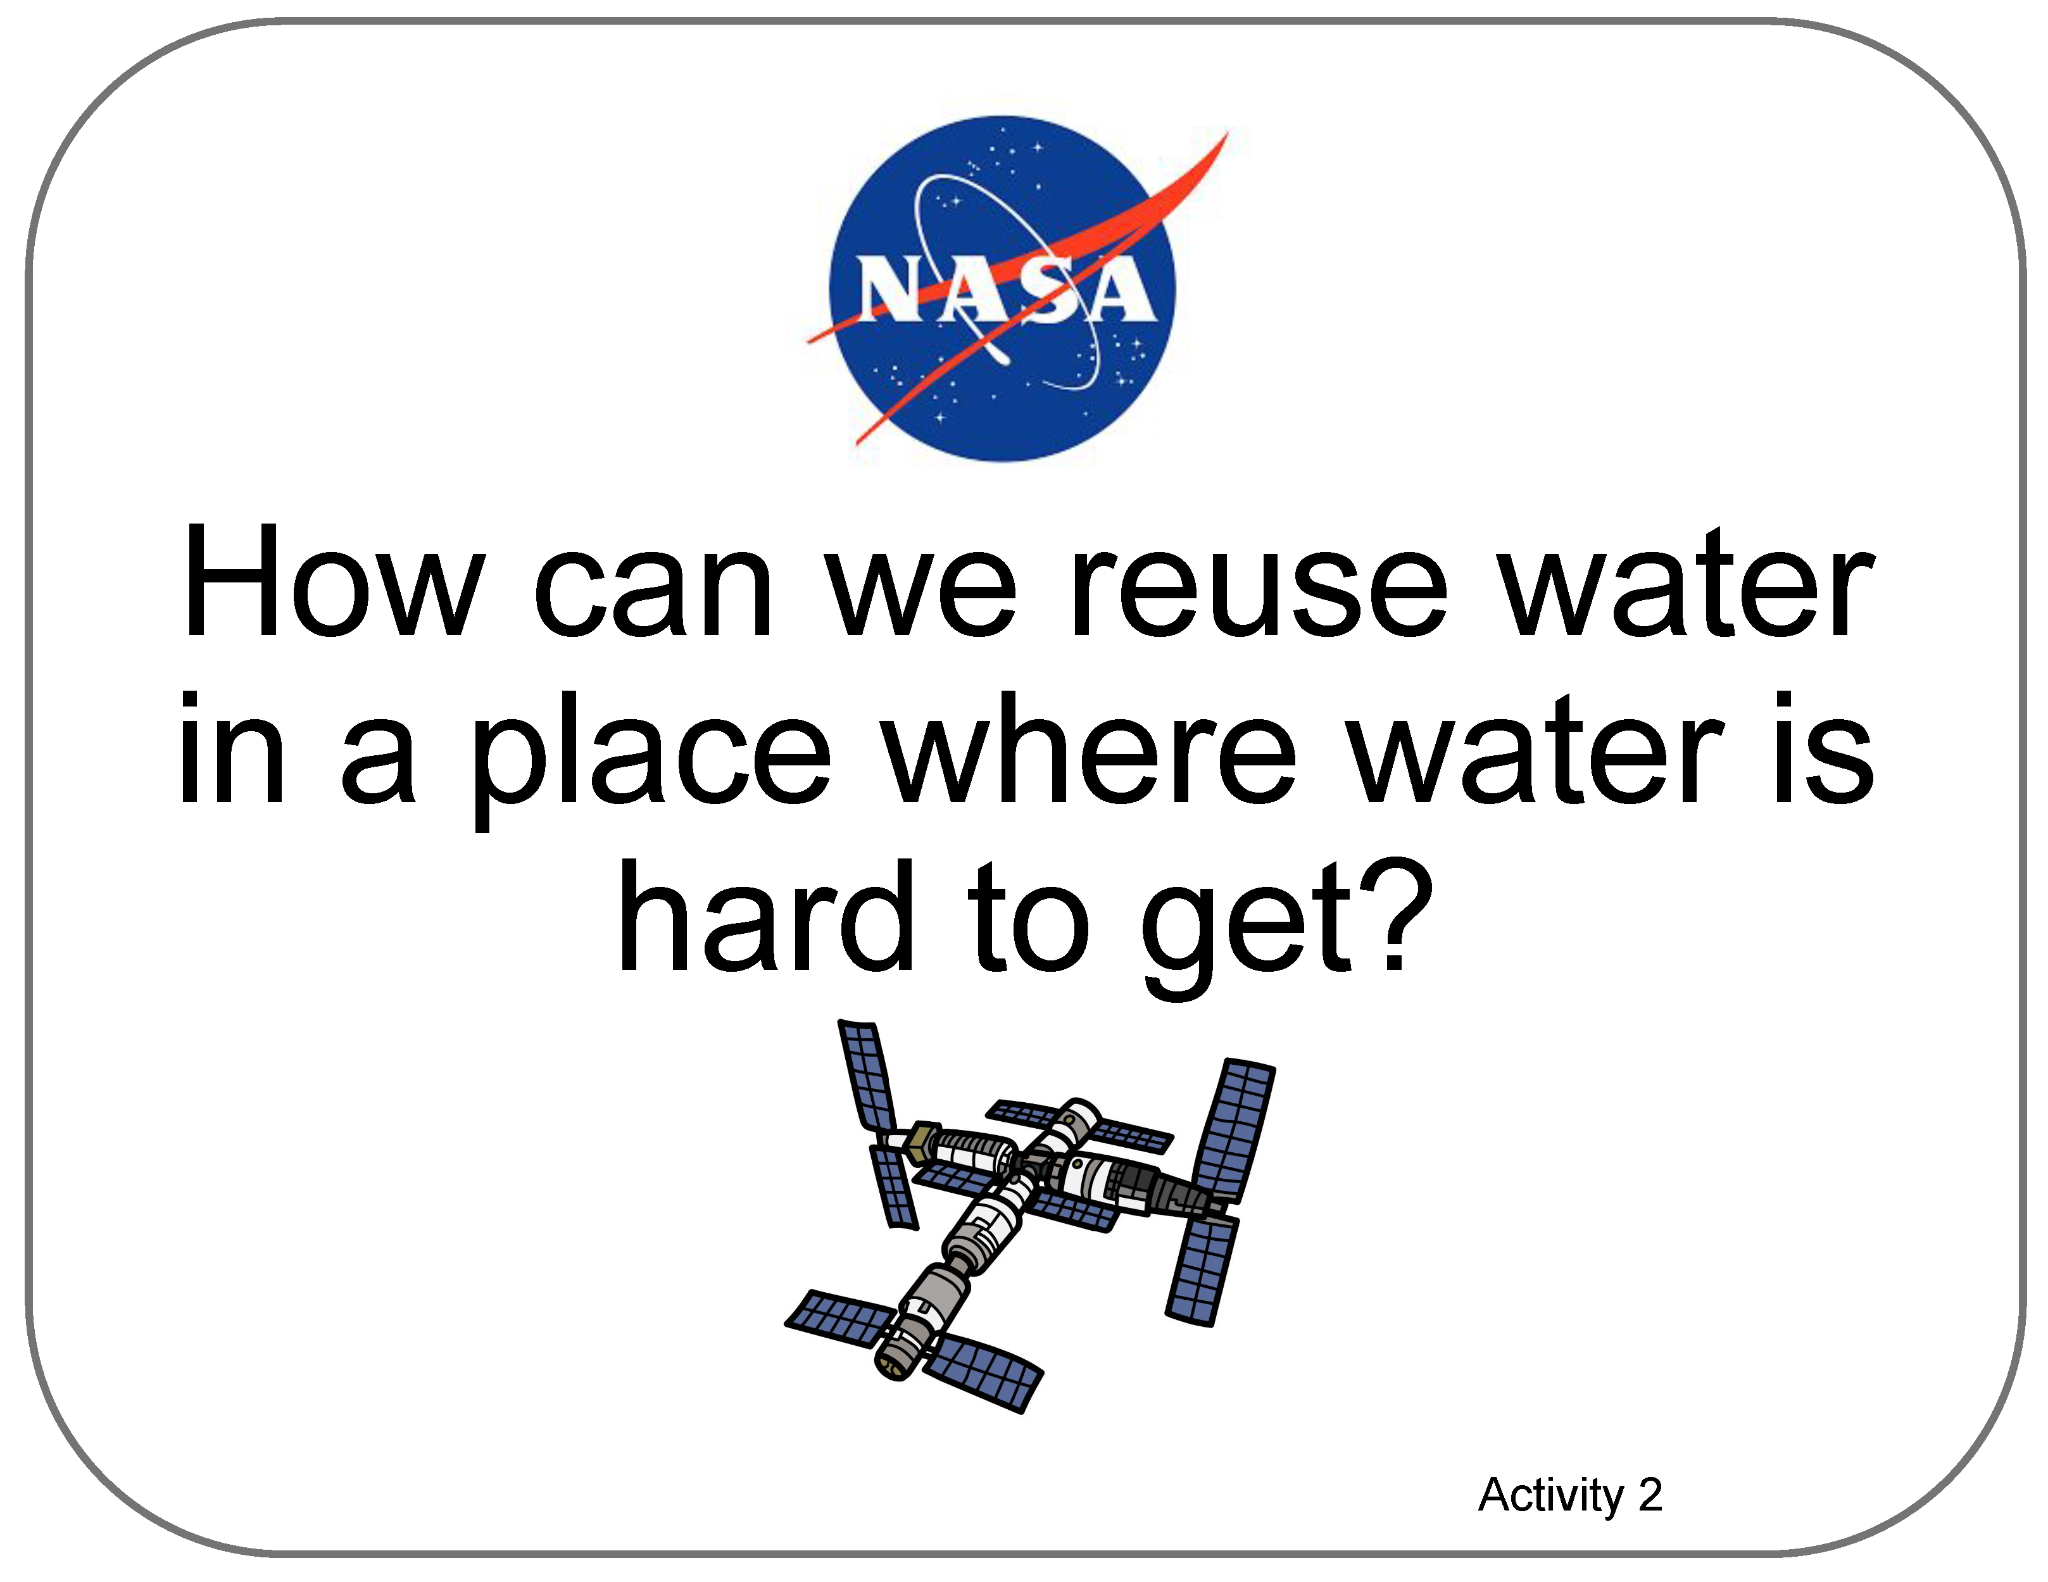 NASA
How can we reuse water
in a place where water is
hard to get?
Activity 2